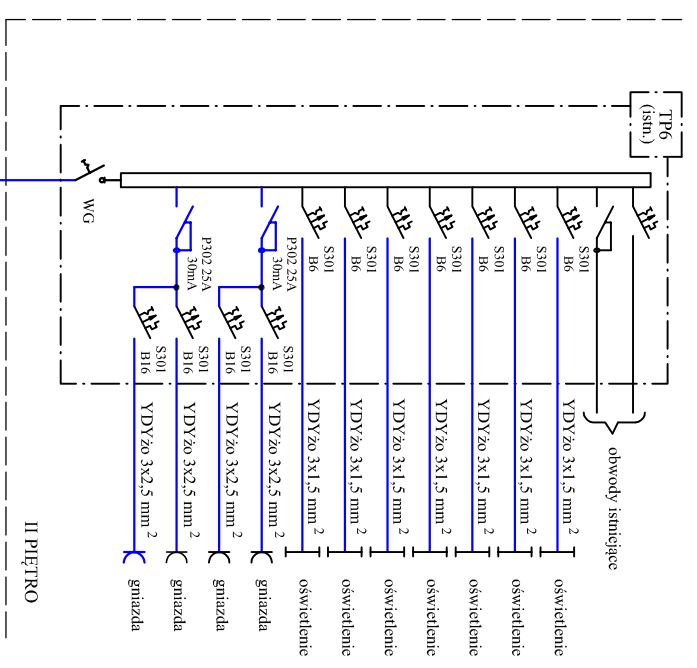 TP6
(istn.)
obwody istniejące
S301
B6
YDYżo 3x1,5 mm 2
oświetlenie
S301
B6
YDYżo 3x1,5 mm 2
oświetlenie
S301
B6
YDYżo 3x1,5 mm 2
oświetlenie
S301
B6
YDYżo 3x1,5 mm 2
oświetlenie
S301
B6
YDYżo 3x1,5 mm 2
oświetlenie
S301
B6
YDYżo 3x1,5 mm 2
oświetlenie
S301
B6
YDYżo 3x1,5 mm 2
oświetlenie
P302 25A
30mA
S301
B16
YDYżo 3x2,5 mm 2
gniazda
S301
B16
YDYżo 3x2,5 mm 2
gniazda
P302 25A
30mA
S301
B16
YDYżo 3x2,5 mm 2
gniazda
S301
B16
YDYżo 3x2,5 mm 2
gniazda
WG
II PIĘTRO